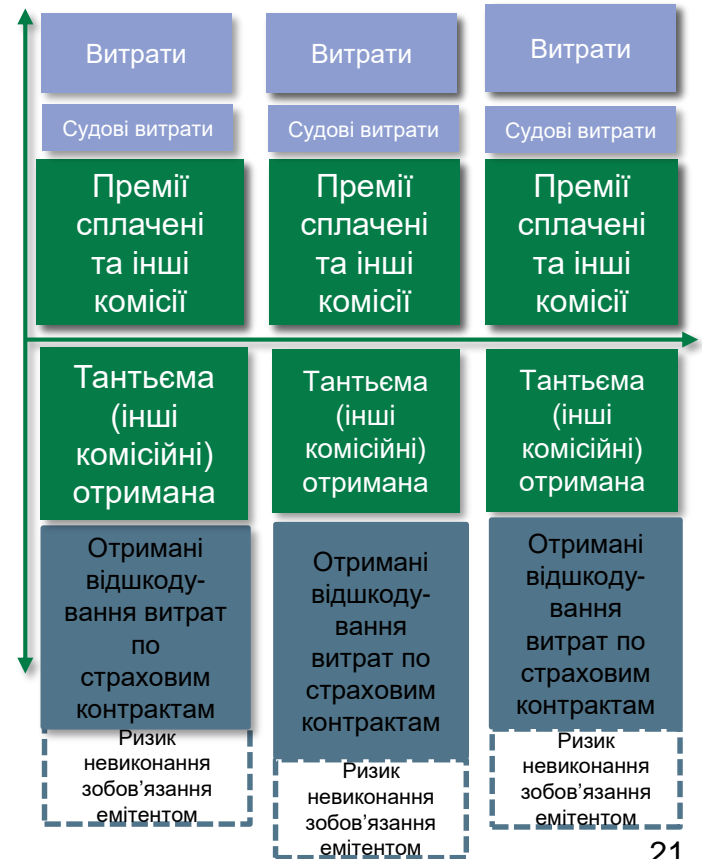 Витрати
Судові витрати
Премії
сплачені
та інші
комісії
Тантьєма
(інші
комісійні)
отримана
Отримані
відшкоду-
вання витрат
по
страховим
контрактам
Ризик
невиконання
зобов’язання
емітентом
Витрати
Судові витрати
Премії
сплачені
та інші
комісії
Тантьєма
(інші
комісійні)
отримана
Отримані
відшкоду-
вання
витрат по
страховим
контрактам
Ризик
невиконання
зобов’язання
емітентом
Витрати
Судові витрати
Премії
сплачені
та інші
комісії
Тантьєма
(інші
комісійні)
отримана
Отримані
відшкоду-
вання
витрат по
страховим
контрактам
Ризик
невиконання
зобов’язання
емітентом
21